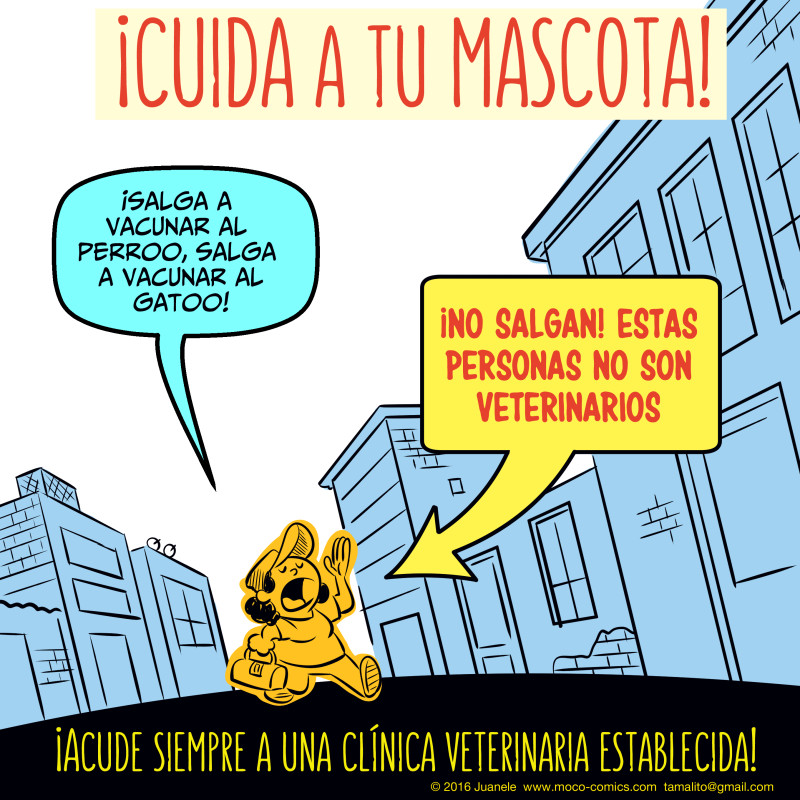 ¡CUIDA A TU MASCOTA!
¡SALGA A
VACUNAR AL
PERROO, SALGA
A VACUNAR AL
GATOO!
¡NO SALGAN! ESTAS
PERSONAS NO SON
VETERINARIOS
¡ACUDE SIEMPRE A UNA CLÍNICA VETERINARIA ESTABLECIDA!
© 2016 Juanele www.moco-comics.com tamalito@gmail.com